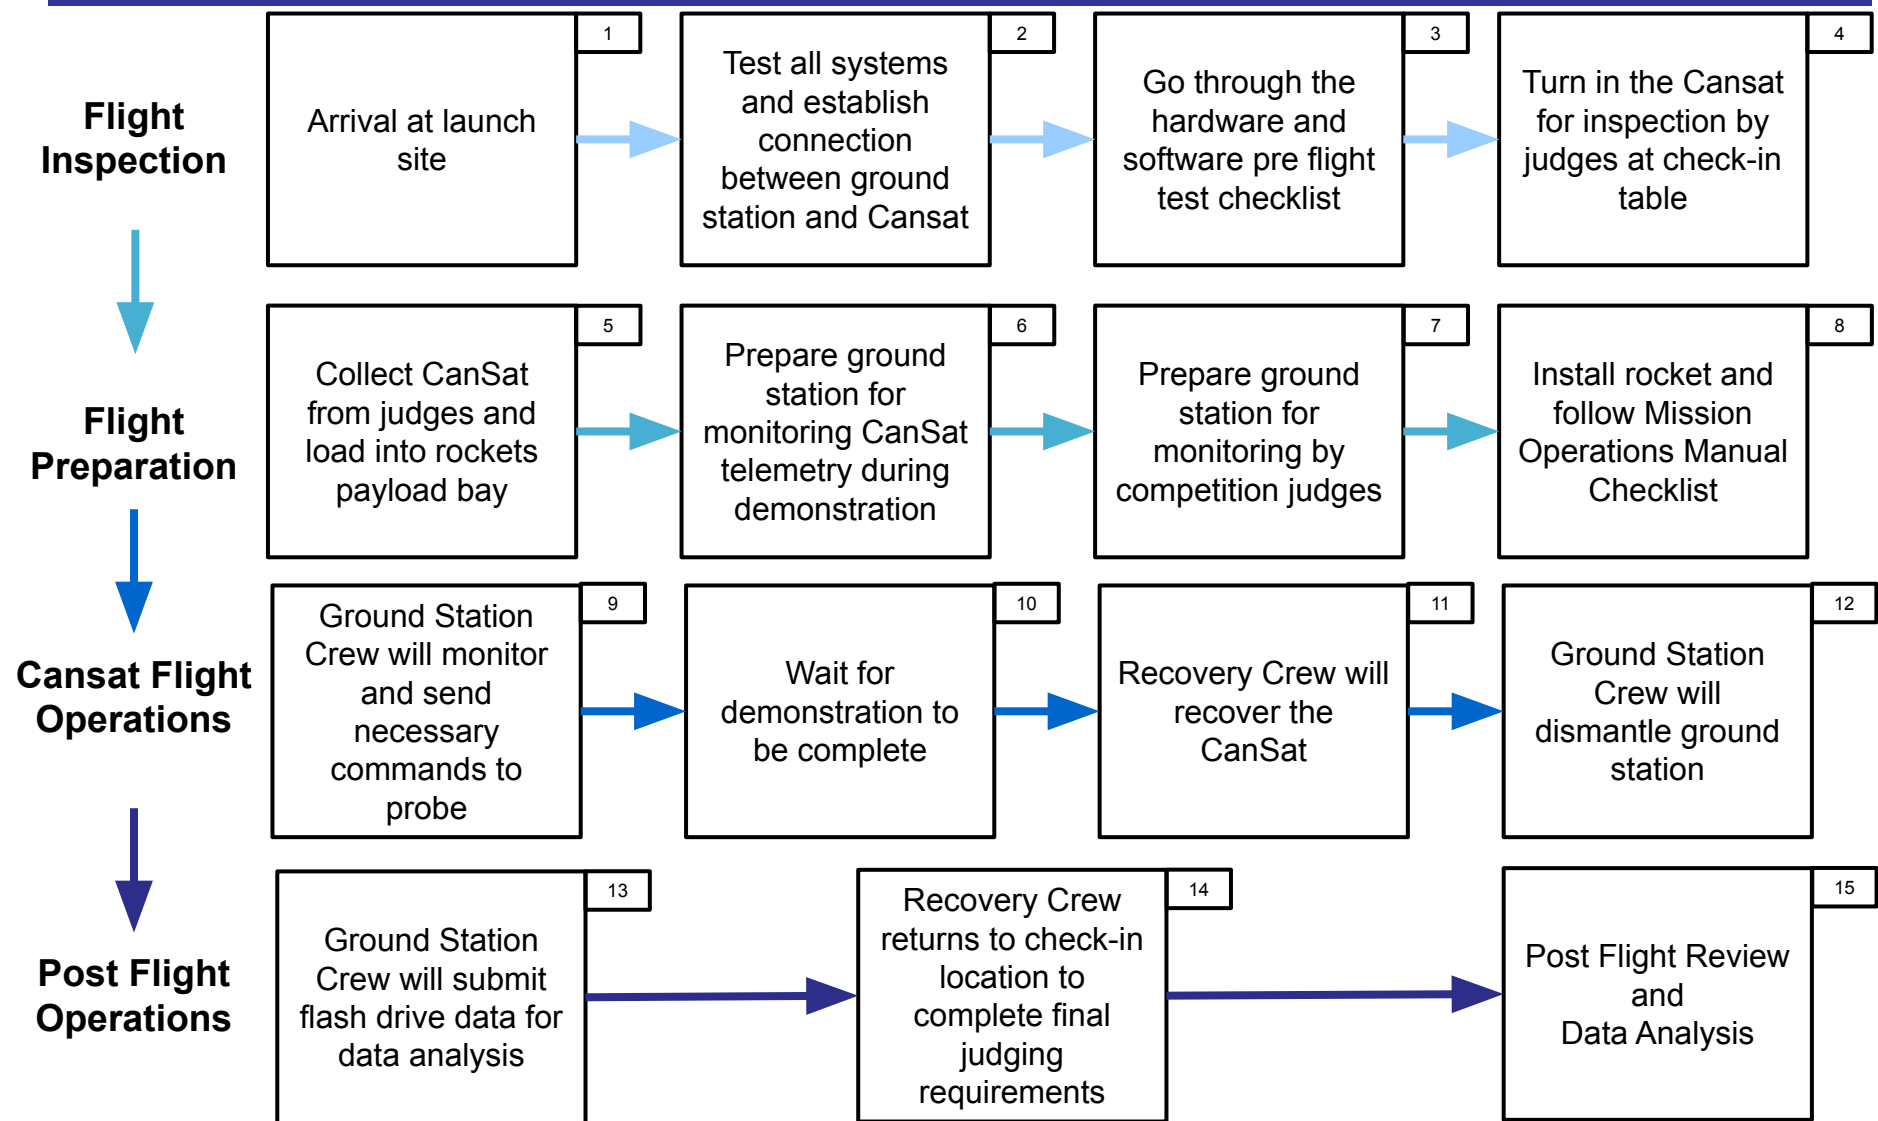 Flight
Inspection
1
Arrival at launch
site
2
Test all systems
and establish
connection
between ground
station and Cansat
3
Go through the
hardware and
software pre flight
test checklist
4
Turn in the Cansat
for inspection by
judges at check-in
table
Flight
Preparation
5
Collect CanSat
from judges and
load into rockets
payload bay
6
Prepare ground
station for
monitoring CanSat
telemetry during
demonstration
7
Prepare ground
station for
monitoring by
competition judges
8
Install rocket and
follow Mission
Operations Manual
Checklist
Cansat Flight
Operations
9
Ground Station
Crew will monitor
and send
necessary
commands to
probe
10
Wait for
demonstration to
be complete
11
Recovery Crew will
recover the
CanSat
12
Ground Station
Crew will
dismantle ground
station
Post Flight
Operations
13
Ground Station
Crew will submit
flash drive data for
data analysis
14
Recovery Crew
returns to check-in
location to
complete final
judging
requirements
15
Post Flight Review
and
Data Analysis